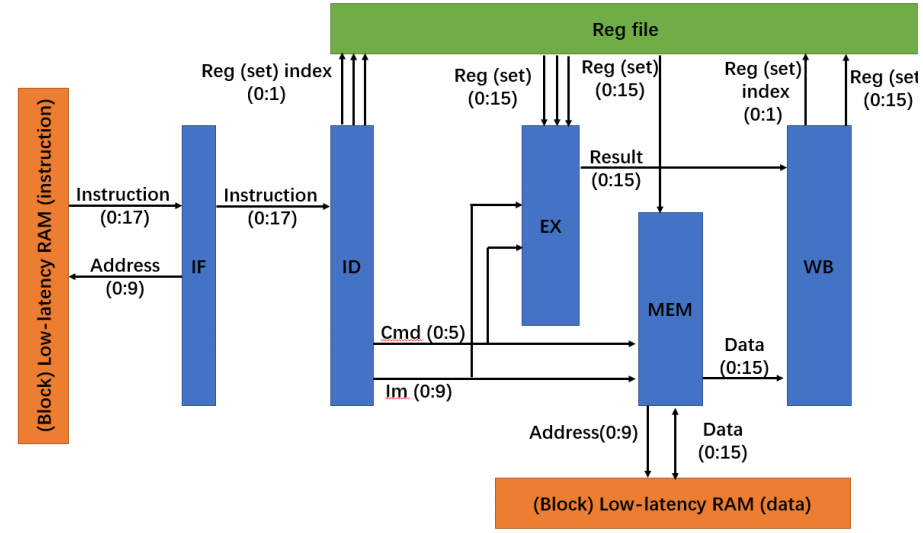 Reg file
Reg (set) index
(0:1)
Reg (set)
(0:15)
Reg (set)
(0:15)
Reg (set)
index
(0:1)
Reg (set
(0:15)
(Block) Low-latency RAM (instruction)
Instruction
(0:17)
Address
(0:9)
IF
Instruction
(0:17)
ID
EX
Result
(0:15)
MEM
WB
Cmd (0:5)
Im (0:9)
Data
(0:15)
Address(0:9)
Data
(0:15)
(Block) Low-latency RAM (data)